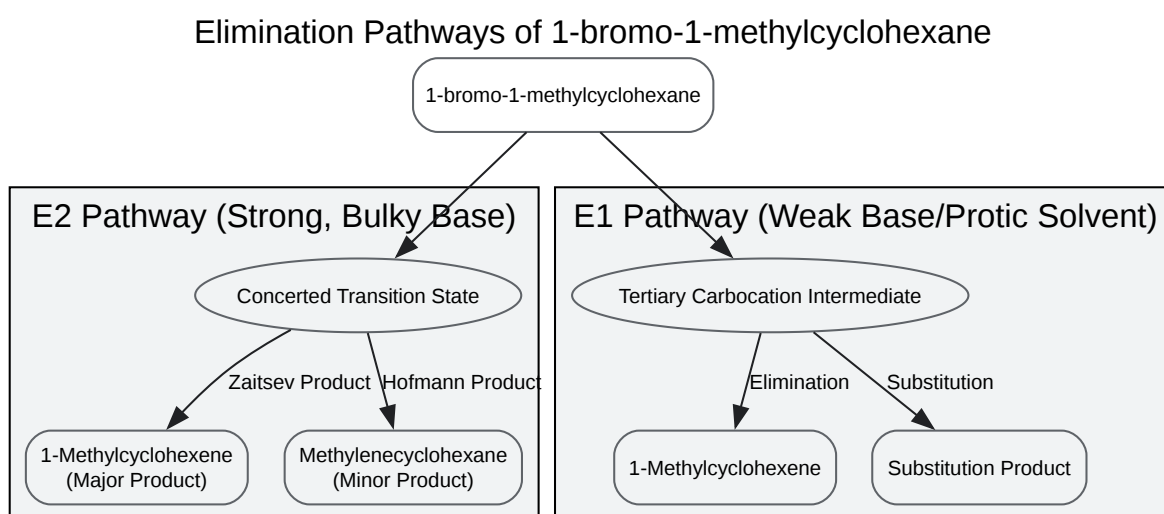 Elimination Pathways of 1-bromo-1-methylcyclohexane
1-bromo-1-methylcyclohexane
E2 Pathway (Strong, Bulky Base)
Concerted Transition State
Zaitsev Product
Hofmann Product
1-Methylcyclohexene
(Major Product)
Methylenecyclohexane
(Minor Product)
E1 Pathway (Weak Base/Protic Solvent)
Tertiary Carbocation Intermediate
Elimination
Substitution
1-Methylcyclohexene
Substitution Product